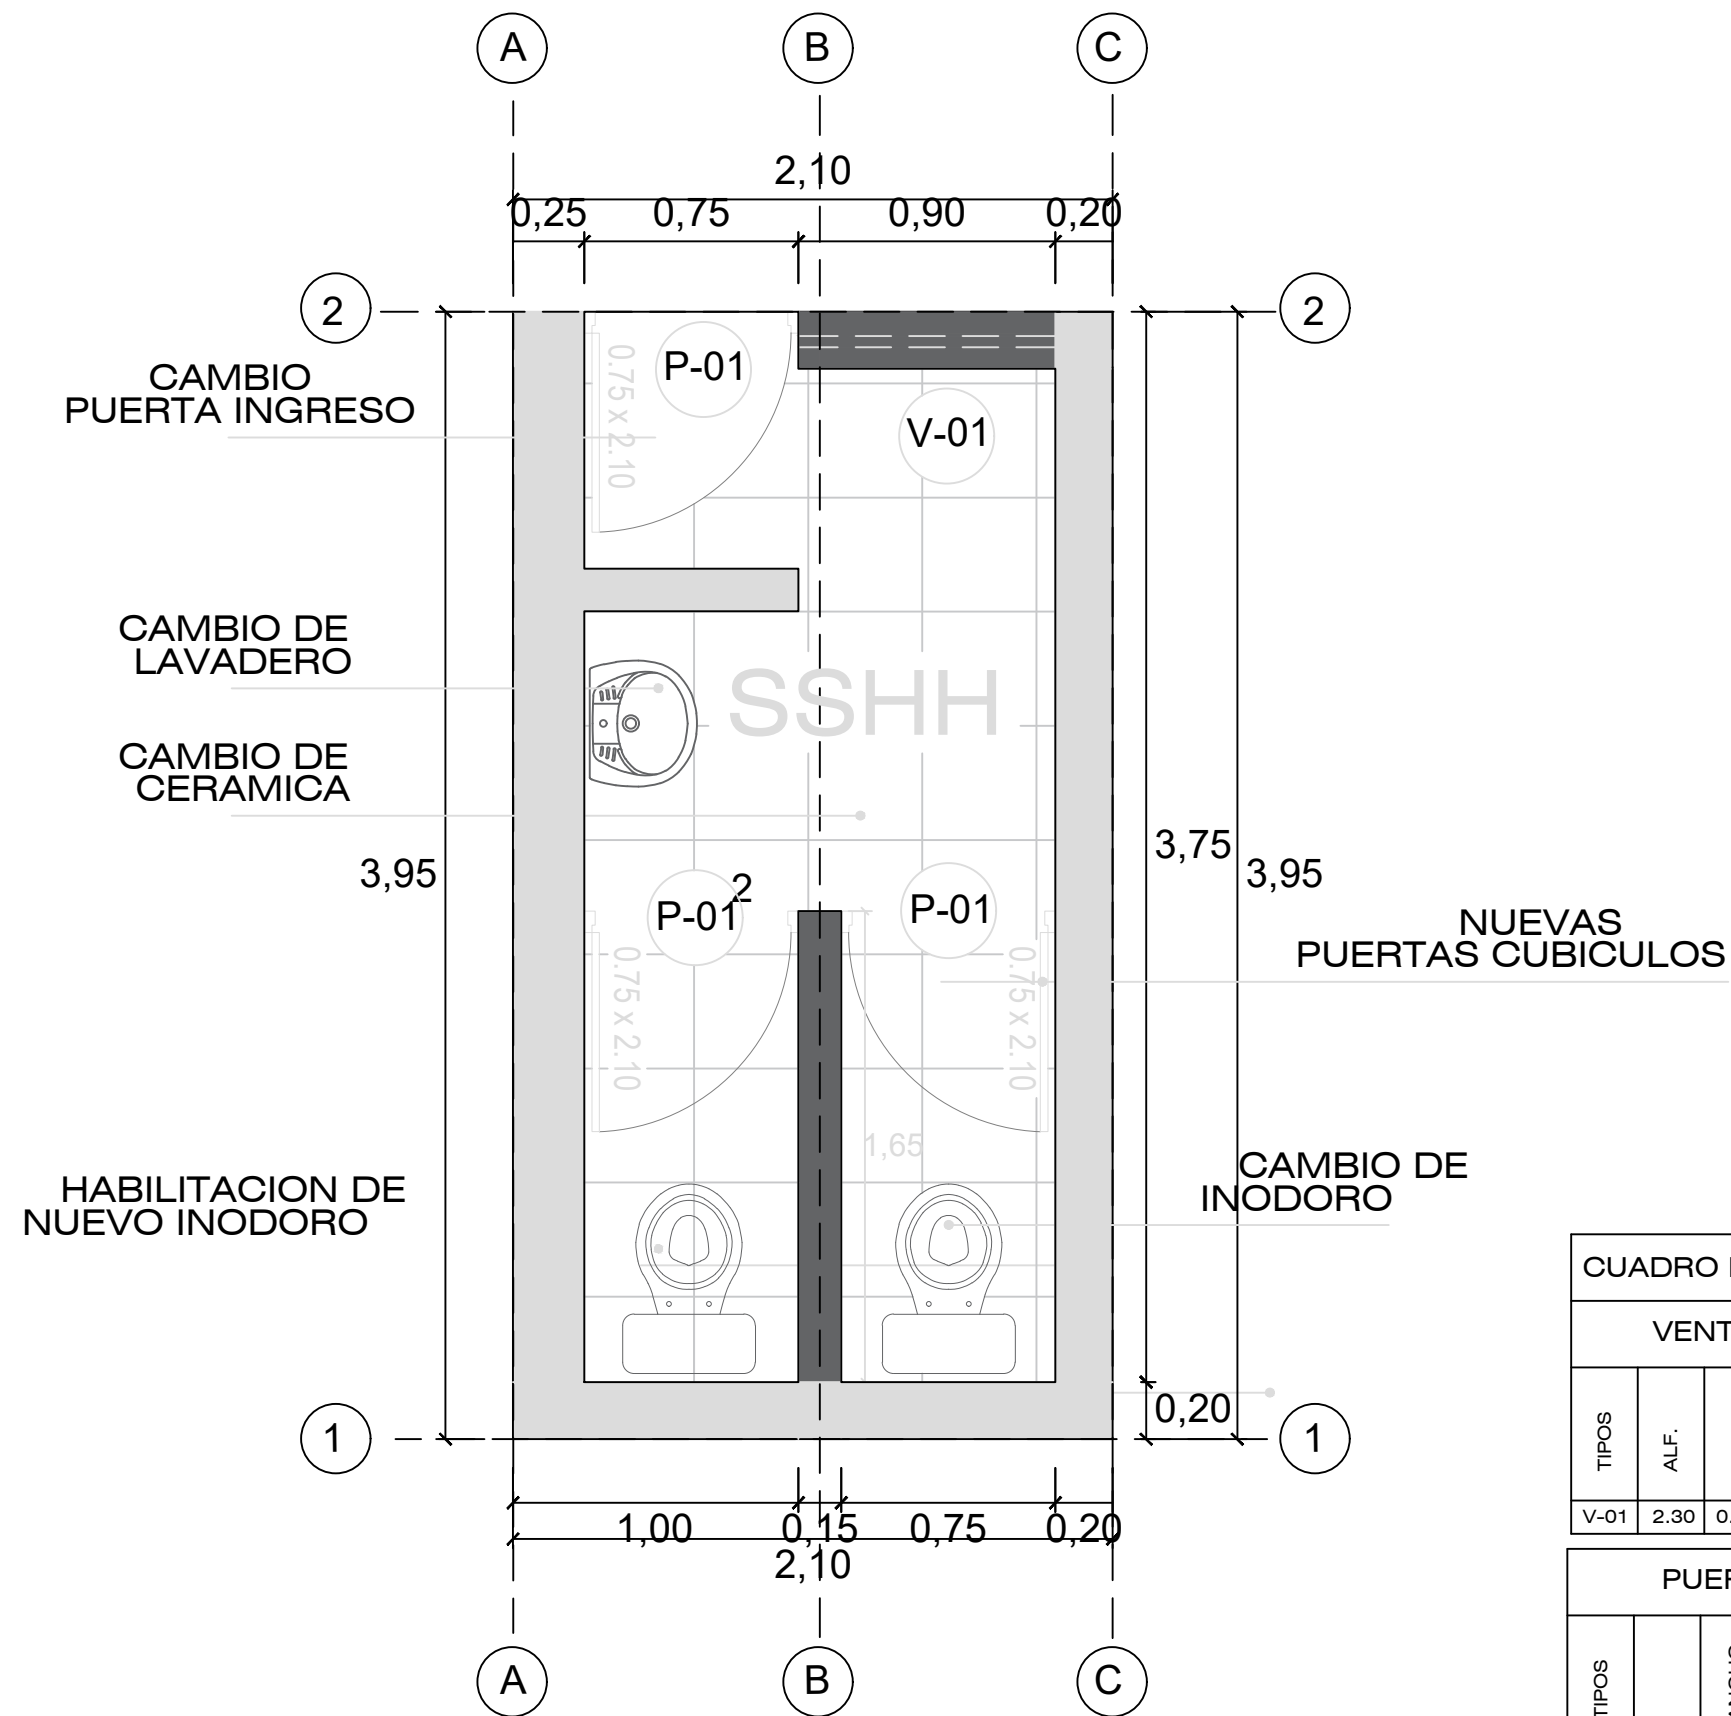 A
B
C
2,10
0,25
0,75
0,90
0,20
2
2
CAMBIO
PUERTA INGRESO
0.75 x 2.10
P-01
V-01
CAMBIO DE
LAVADERO
SSHH
CAMBIO DE
CERAMICA
3,95
3,75
3,95
2
P-01
P-01
NUEVAS
PUERTAS CUBICULOS
0.75 x 2.10
0.75 x 2.10
1,65
HABILITACION DE
NUEVO INODORO
CAMBIO DE
INODORO
0,20
1
1
1,00
0,15
0,75
0,20
2,10
A
B
C
CUADRO
VENT
TIPOS
ALF.
V-01
2.30
0.
PUER
TIPOS